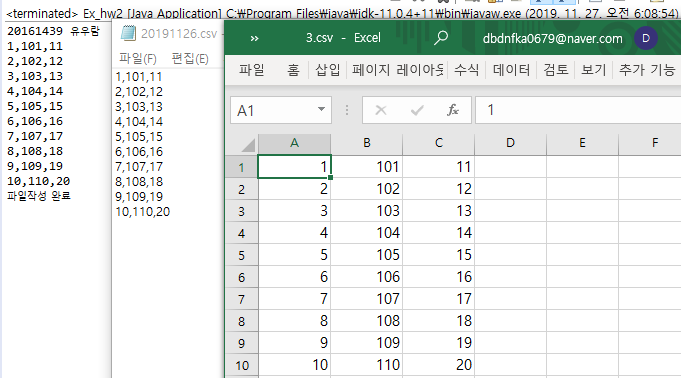 <terminated> Ex_hw2 [Java Application] C:￦Program Files￦java￦jdk-11.0.4+11￦bin￦javaw.exe (2019. 11. 27. 오전 6:08:54)
20161439 유우람
1,101,11
2,102,12
3,103,13
4,104,14
5,105,15
6,106,16
7,107,17
8,108,18
9,109,19
10,110,20
파일작성 완료
20191126.csv -
파일(F) 편집(E)
1,101,11
2,102,12
3,103,13
4,104,14
5,105,15
6,106,16
7,107,17
8,108,18
9,109,19
10,110,20
» 3.csv - Excel dbdnfka0679@naver.com D
파일 홈 삽입 페이지 레이아웃 수식 데이터 검토 보기 추가 기능
A1 fx 1
A B C D E F
1 1 101 11
2 2 102 12
3 3 103 13
4 4 104 14
5 5 105 15
6 6 106 16
7 7 107 17
8 8 108 18
9 9 109 19
10 10 110 20